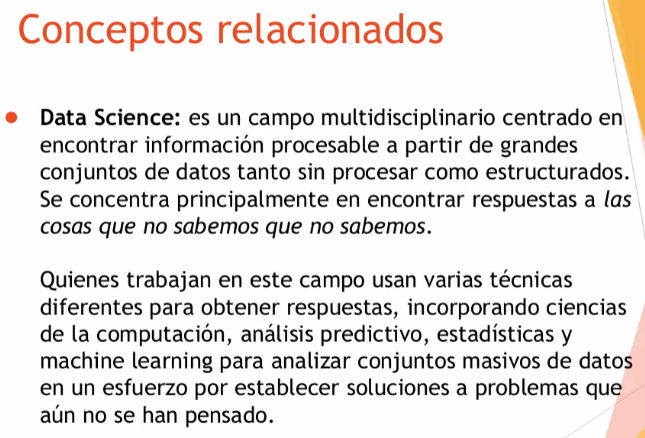 Conceptos relacionados
● Data Science: es un campo multidisciplinario centrado en
encontrar información procesable a partir de grandes
conjuntos de datos tanto sin procesar como estructurados.
Se concentra principalmente en encontrar respuestas a las
cosas que no sabemos que no sabemos.
Quienes trabajan en este campo usan varias técnicas
diferentes para obtener respuestas, incorporando ciencias
de la computación, análisis predictivo, estadísticas y
machine learning para analizar conjuntos masivos de datos
en un esfuerzo por establecer soluciones a problemas que
aún no se han pensado.